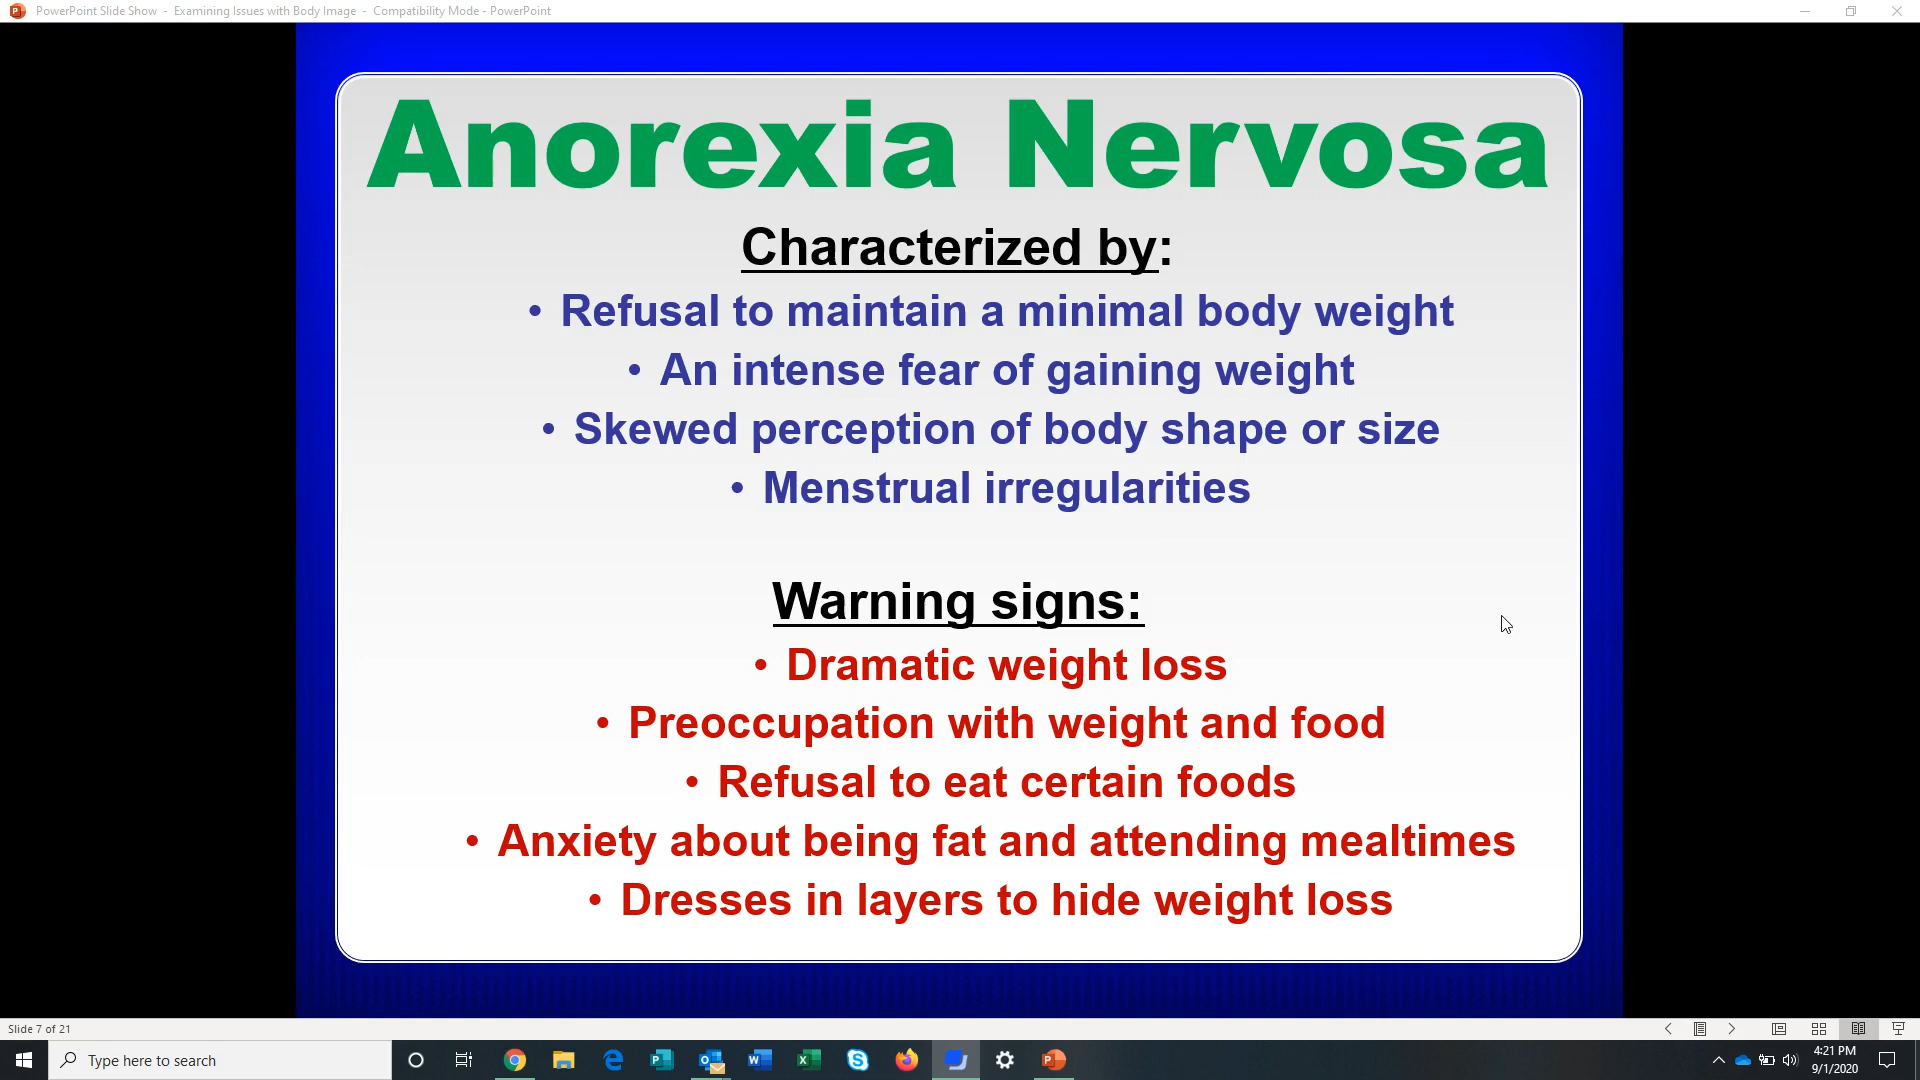 PowerPoint Slide Show - Examining Issues with Body Image - Compatibility Mode - PowerPoint
Anorexia Nervosa
Characterized by:
• Refusal to maintain a minimal body weight
• An intense fear of gaining weight
• Skewed perception of body shape or size
• Menstrual irregularities
Warning signs:
• Dramatic weight loss
• Preoccupation with weight and food
• Refusal to eat certain foods
• Anxiety about being fat and attending mealtimes
• Dresses in layers to hide weight loss
Slide 7 of 21
Type here to search
4:21 PM
9/1/2020